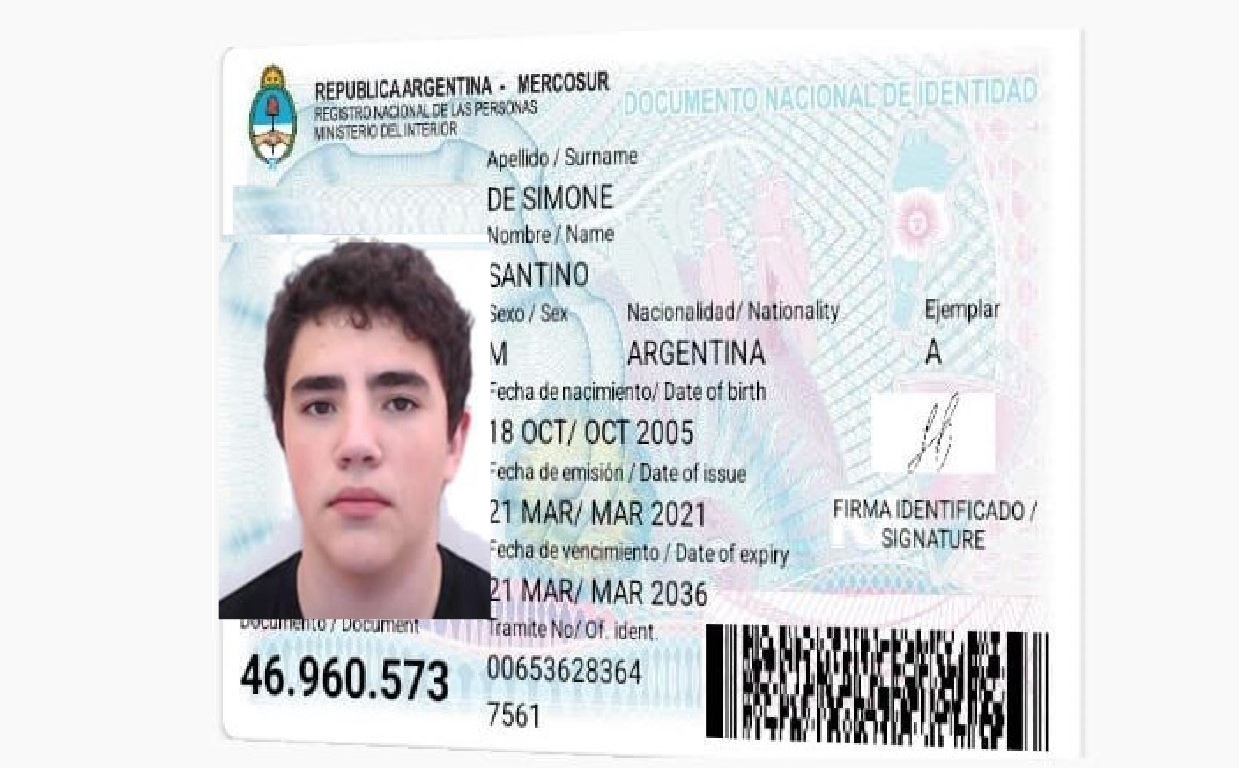 REPUBLICA ARGENTINA - MERCOSUR
REGISTRO NACIONAL DE LAS PERSONAS
MINISTERIO DEL INTERIOR
DOCUMENTO NACIONAL DE IDENTIDAD
Apellido / Surname
DE SIMONE
Nombre / Name
SANTINO
Sexo / Sex Nacionalidad/ Nationality Ejemplar
M ARGENTINA A
Fecha de nacimiento/ Date of birth
18 OCT/ OCT 2005
Fecha de emisión / Date of issue
21 MAR/ MAR 2021
Fecha de vencimiento / Date of expiry
21 MAR/ MAR 2036
FIRMA IDENTIFICADO /
SIGNATURE
Documento / Document
46.960.573
Tramite No/ Of. ident.
00653628364
7561